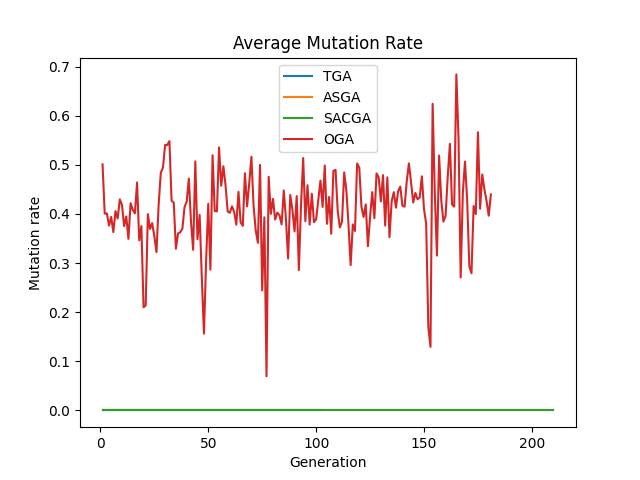 Average Mutation Rate
TGA
ASGA
SACGA
OGA
0.7
0.6
0.5
0.4
0.3
0.2
0.1
0.0
Mutation rate
0
50
100
150
200
Generation